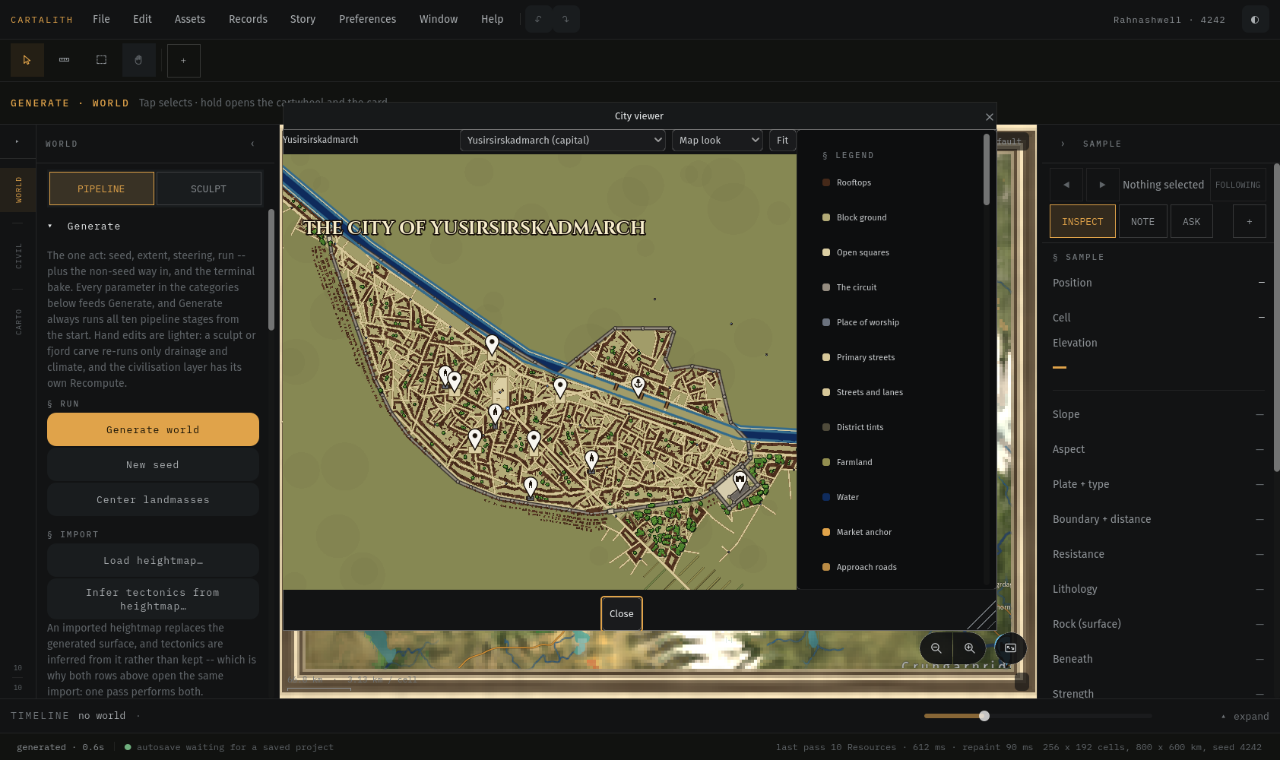 CARTALITH File Edit Assets Records Story Preferences Window Help
Rahnashwell · 4242
GENERATE · WORLD Tap selects · hold opens the cartwheel and the card
WORLD
CIVIL
CARTO
10
10
WORLD
PIPELINE SCULPT
Generate
The one act: seed, extent, steering, run --
plus the non-seed way in, and the terminal
bake. Every parameter in the categories
below feeds Generate, and Generate
always runs all ten pipeline stages from
the start. Hand edits are lighter: a sculpt or
fjord carve re-runs only drainage and
climate, and the civilisation layer has its
own Recompute.
§ RUN
Generate world
New seed
Center landmasses
§ IMPORT
Load heightmap…
Infer tectonics from
heightmap…
An imported heightmap replaces the
generated surface, and tectonics are
inferred from it rather than kept -- which is
why both rows above open the same
import: one pass performs both.
City viewer
Yusirsirskadmarch Yusirsirskadmarch (capital) Map look Fit
THE CITY OF YUSIRSIRSKADMARCH
§ LEGEND
Rooftops
Block ground
Open squares
The circuit
Place of worship
Primary streets
Streets and lanes
District tints
Farmland
Water
Market anchor
Approach roads
Close
SAMPLE
Nothing selected FOLLOWING
INSPECT NOTE ASK +
§ SAMPLE
Position —
Cell —
Elevation
Slope —
Aspect —
Plate + type —
Boundary + distance —
Resistance —
Lithology —
Rock (surface) —
Beneath —
Strength —
TIMELINE no world ·
expand
generated · 0.6s autosave waiting for a saved project
last pass 10 Resources · 612 ms · repaint 90 ms 256 x 192 cells, 800 x 600 km, seed 4242